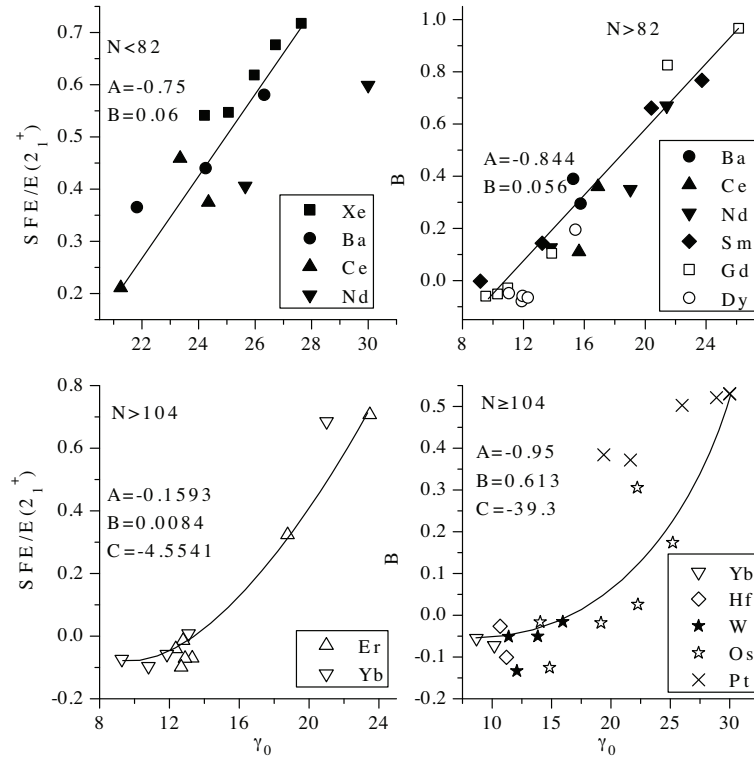 0.7
0.6
0.5
0.4
0.3
0.2
SFE/E(2₁⁺)
N<82
A=-0.75
B=0.06
Xe
Ba
Ce
Nd
22
24
26
28
30
1.0
0.8
0.6
0.4
0.2
0.0
B
N>82
A=-0.844
B=0.056
Ba
Ce
Nd
Sm
Gd
Dy
8
12
16
20
24
0.8
0.6
0.4
0.2
0.0
-0.2
SFE/E(2₁⁺)
N>104
A=-0.1593
B=0.0084
C=-4.5541
Er
Yb
8
12
16
20
24
γ₀
0.5
0.4
0.3
0.2
0.1
0.0
-0.1
-0.2
B
N≥104
A=-0.95
B=0.613
C=-39.3
Yb
Hf
W
Os
Pt
10
15
20
25
30
γ₀